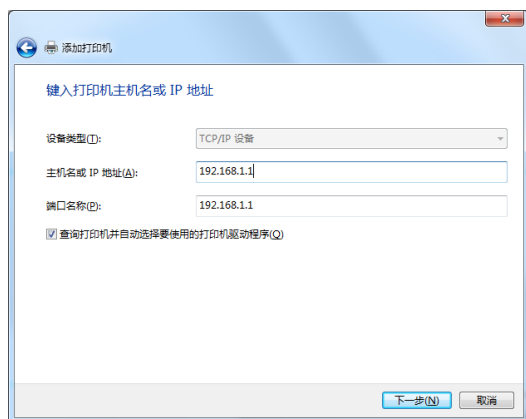 添加打印机
键入打印机主机名或 IP 地址
设备类型(T): TCP/IP 设备
主机名或 IP 地址(A): 192.168.1.1
端口名称(P): 192.168.1.1
查询打印机并自动选择要使用的打印机驱动程序(Q)
下一步(N) 取消